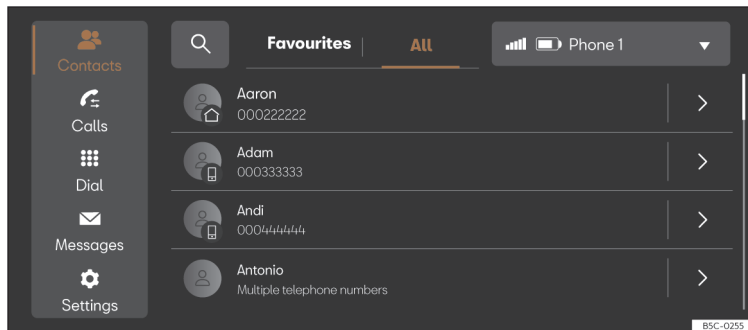 Contacts
Calls
Dial
Messages
Settings
Favourites
All
Phone 1
Aaron
000222222
Adam
000333333
Andi
000444444
Antonio
Multiple telephone numbers
B5C-0255